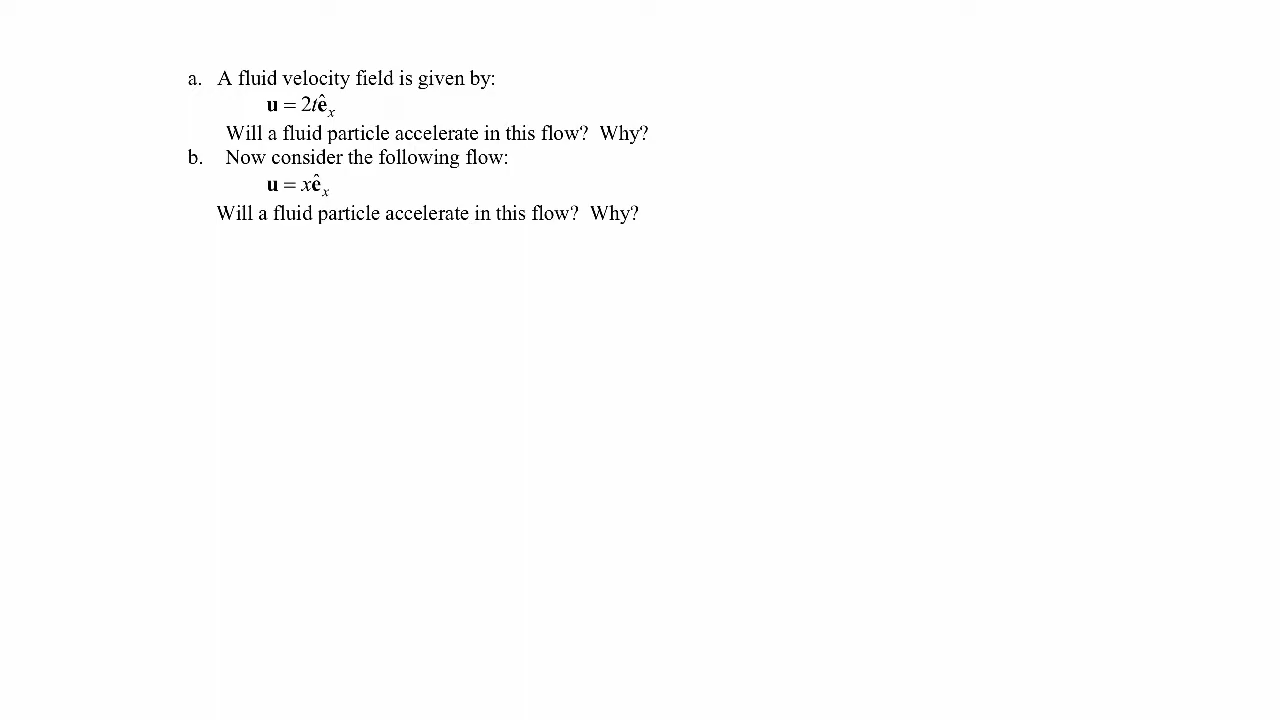 a. A fluid velocity field is given by:
u = 2têₓ
Will a fluid particle accelerate in this flow? Why?
b. Now consider the following flow:
u = xêₓ
Will a fluid particle accelerate in this flow? Why?